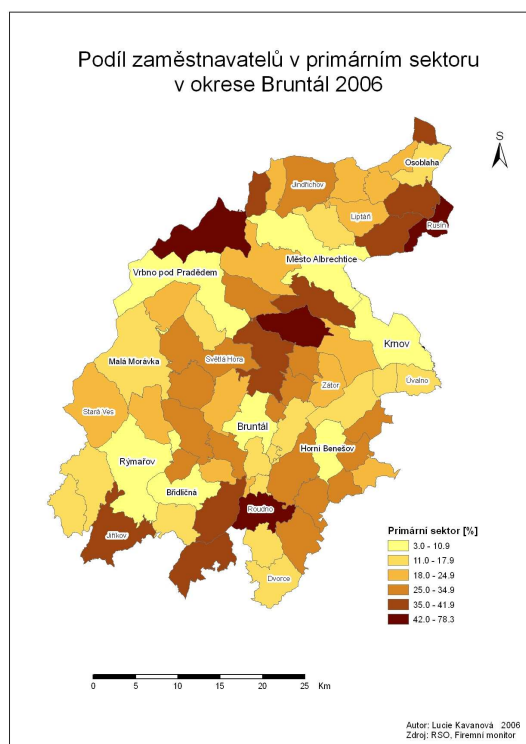 Podíl zaměstnavatelů v primárním sektoru
v okrese Bruntál 2006
S
Osoblaha
Jindřichov
Liptáň
Rusín
Město Albrechtice
Vrbno pod Pradědem
Krnov
Malá Morávka
Světlá Hora
Zátor
Úvalno
Stará Ves
Bruntál
Horní Benešov
Rýmařov
Břidličná
Roudno
Jiříkov
Dvorce
Primární sektor [%]
3.0 - 10.9
11.0 - 17.9
18.0 - 24.9
25.0 - 34.9
35.0 - 41.9
42.0 - 78.3
0 5 10 15 20 25
Km
Autor: Lucie Kavanová 2006
Zdroj: RSO, Firemní monitor